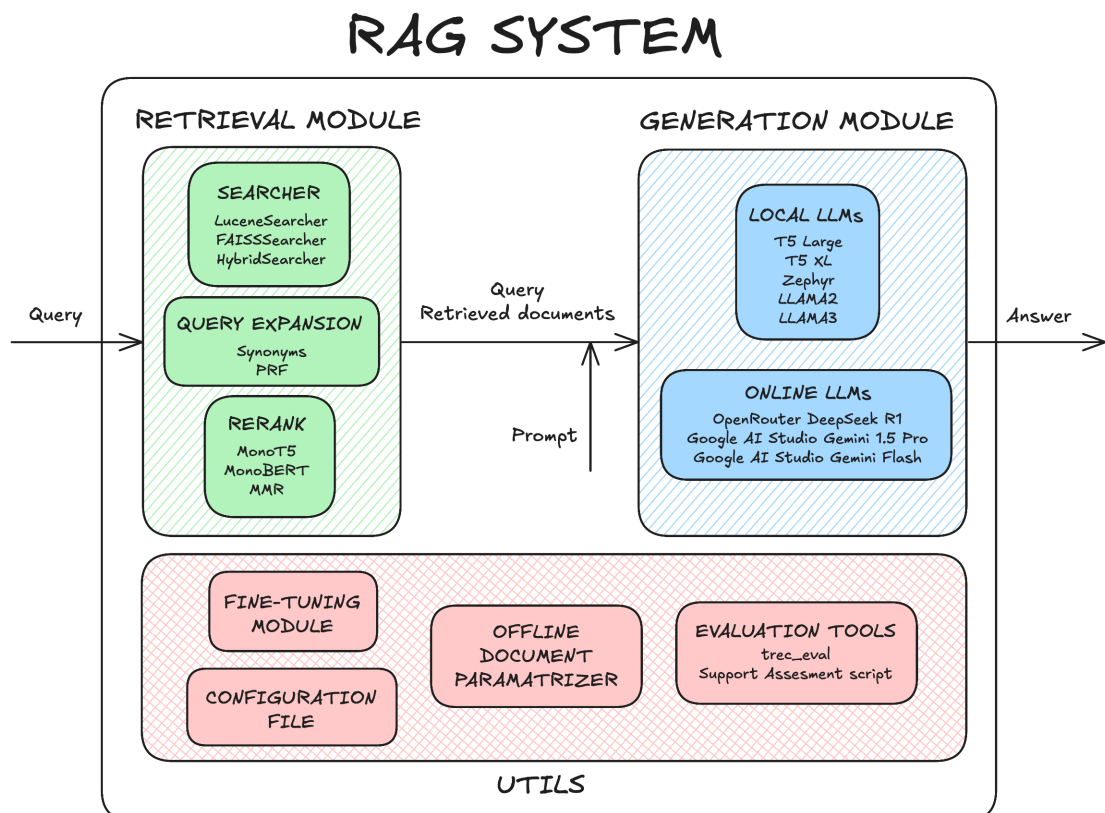 RAG SYSTEM
RETRIEVAL MODULE
SEARCHER
LuceneSearcher
FAISSSearcher
HybridSearcher
QUERY EXPANSION
Synonyms
PRF
RERANK
MonoT5
MonoBERT
MMR
Query
Query
Retrieved documents
Prompt
GENERATION MODULE
LOCAL LLMs
T5 Large
T5 XL
Zephyr
LLAMA2
LLAMA3
ONLINE LLMs
OpenRouter DeepSeek R1
Google AI Studio Gemini 1.5 Pro
Google AI Studio Gemini Flash
Answer
FINE-TUNING
MODULE
CONFIGURATION
FILE
OFFLINE
DOCUMENT
PARAMATRIZER
EVALUATION TOOLS
trec_eval
Support Assesment script
UTILS